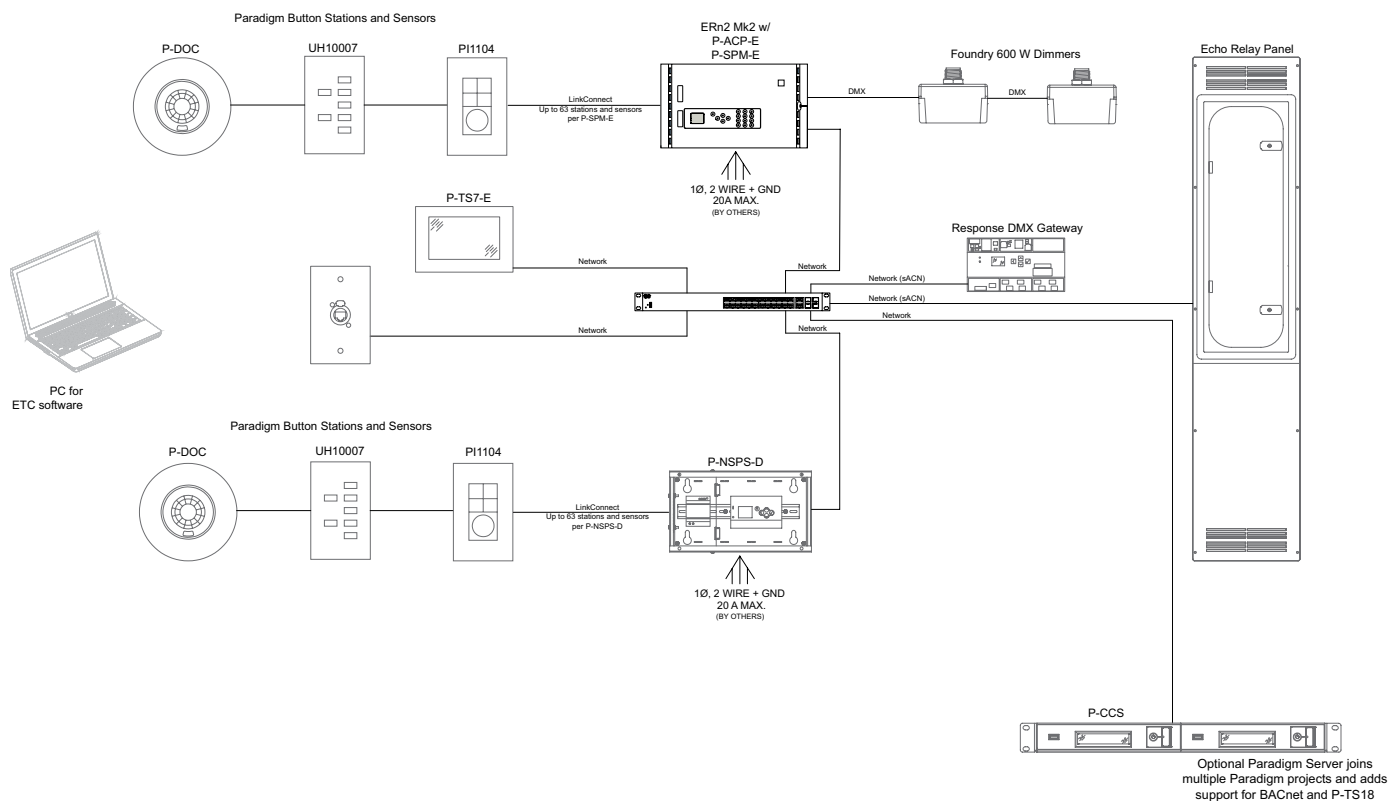 Paradigm Button Stations and Sensors
P-DOC
UH10007
PI1104
LinkConnect
Up to 63 stations and sensors
per P-SPM-E
ERn2 Mk2 w/
P-ACP-E
P-SPM-E
1Ø, 2 WIRE + GND
20A MAX.
(BY OTHERS)
DMX
Foundry 600 W Dimmers
DMX
Echo Relay Panel
P-TS7-E
Network
Network
Response DMX Gateway
Network (sACN)
Network (sACN)
Network
Network
Network
PC for
ETC software
Paradigm Button Stations and Sensors
P-DOC
UH10007
PI1104
LinkConnect
Up to 63 stations and sensors
per P-NSPS-D
P-NSPS-D
1Ø, 2 WIRE + GND
20 A MAX.
(BY OTHERS)
P-CCS
Optional Paradigm Server joins
multiple Paradigm projects and adds
support for BACnet and P-TS18